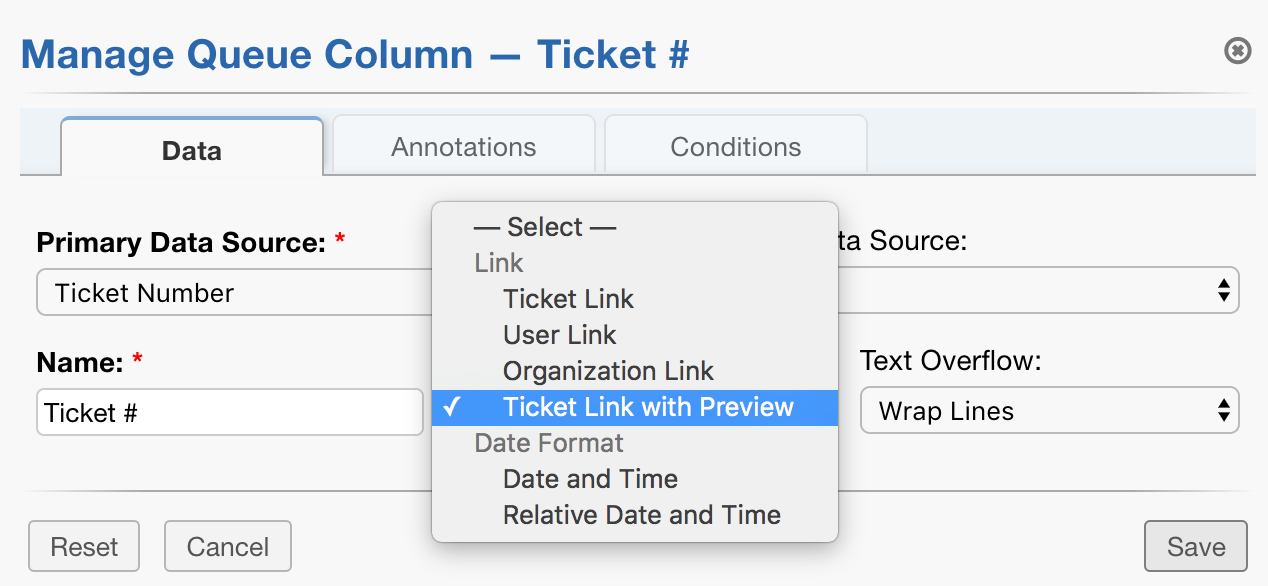 Manage Queue Column — Ticket #
Data
Annotations
Conditions
Primary Data Source: *
Ticket Number
Name: *
Ticket #
— Select —
Link
Ticket Link
User Link
Organization Link
✓ Ticket Link with Preview
Date Format
Date and Time
Relative Date and Time
ta Source:
Text Overflow:
Wrap Lines
Reset
Cancel
Save